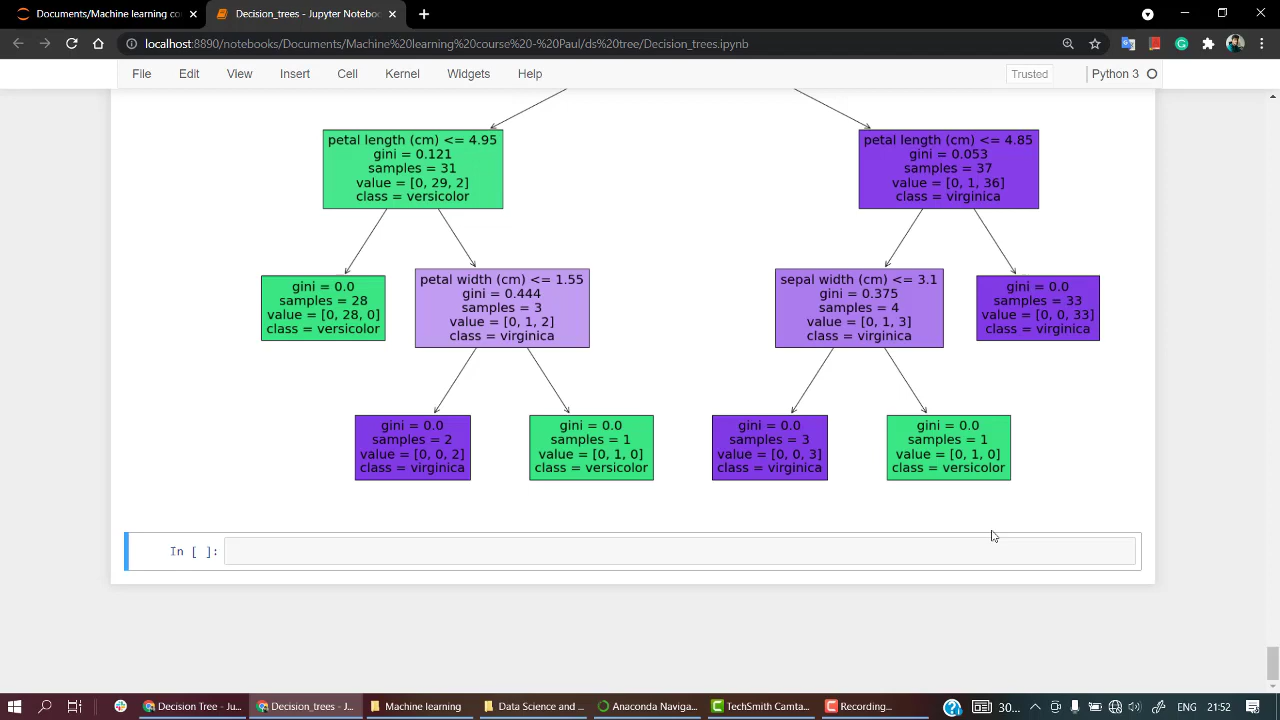 Documents/Machine learning co
Decision_trees - Jupyter Noteboo
localhost:8890/notebooks/Documents/Machine%20learning%20course%20-%20Paul/ds%20tree/Decision_trees.ipynb
File Edit View Insert Cell Kernel Widgets Help Trusted Python 3
petal length (cm) <= 4.95
gini = 0.121
samples = 31
value = [0, 29, 2]
class = versicolor
petal length (cm) <= 4.85
gini = 0.053
samples = 37
value = [0, 1, 36]
class = virginica
gini = 0.0
samples = 28
value = [0, 28, 0]
class = versicolor
petal width (cm) <= 1.55
gini = 0.444
samples = 3
value = [0, 1, 2]
class = virginica
sepal width (cm) <= 3.1
gini = 0.375
samples = 4
value = [0, 1, 3]
class = virginica
gini = 0.0
samples = 33
value = [0, 0, 33]
class = virginica
gini = 0.0
samples = 2
value = [0, 0, 2]
class = virginica
gini = 0.0
samples = 1
value = [0, 1, 0]
class = versicolor
gini = 0.0
samples = 3
value = [0, 0, 3]
class = virginica
gini = 0.0
samples = 1
value = [0, 1, 0]
class = versicolor
In [ ]:
Decision Tree - Ju... Decision_trees - J... Machine learning Data Science and ... Anaconda Naviga... TechSmith Camta... Recording... 30... ENG 21:52